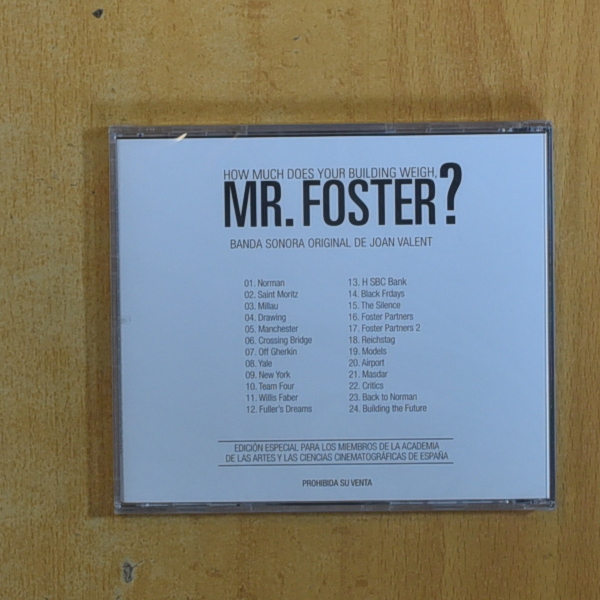 HOW MUCH DOES YOUR BUILDING WEIGH,
MR. FOSTER?
BANDA SONORA ORIGINAL DE JOAN VALENT
01. Norman
02. Saint Moritz
03. Millau
04. Drawing
05. Manchester
06. Crossing Bridge
07. Off Gherkin
08. Yale
09. New York
10. Team Four
11. Willis Faber
12. Fuller's Dreams
13. H SBC Bank
14. Black Frdays
15. The Silence
16. Foster Partners
17. Foster Partners 2
18. Reichstag
19. Models
20. Airport
21. Masdar
22. Critics
23. Back to Norman
24. Building the Future
EDICIÓN ESPECIAL PARA LOS MIEMBROS DE LA ACADEMIA
DE LAS ARTES Y LAS CIENCIAS CINEMATOGRÁFICAS DE ESPAÑA
PROHIBIDA SU VENTA